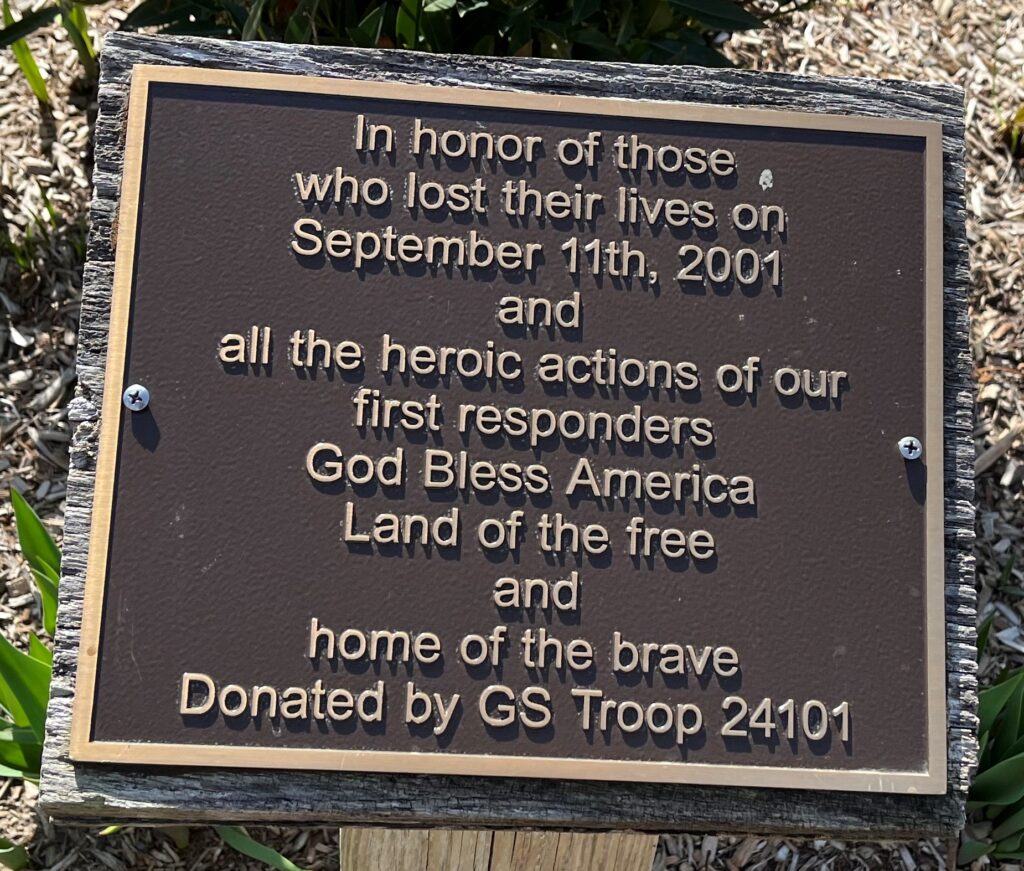 In honor of those
who lost their lives on
September 11th, 2001
and
all the heroic actions of our
first responders
God Bless America
Land of the free
and
home of the brave
Donated by GS Troop 24101